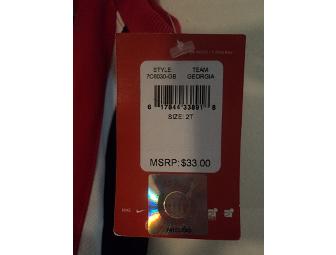 STYLE TEAM
7C6030-GB GEORGIA
6 17844 33891 8
SIZE: 2T
MSRP: $33.00